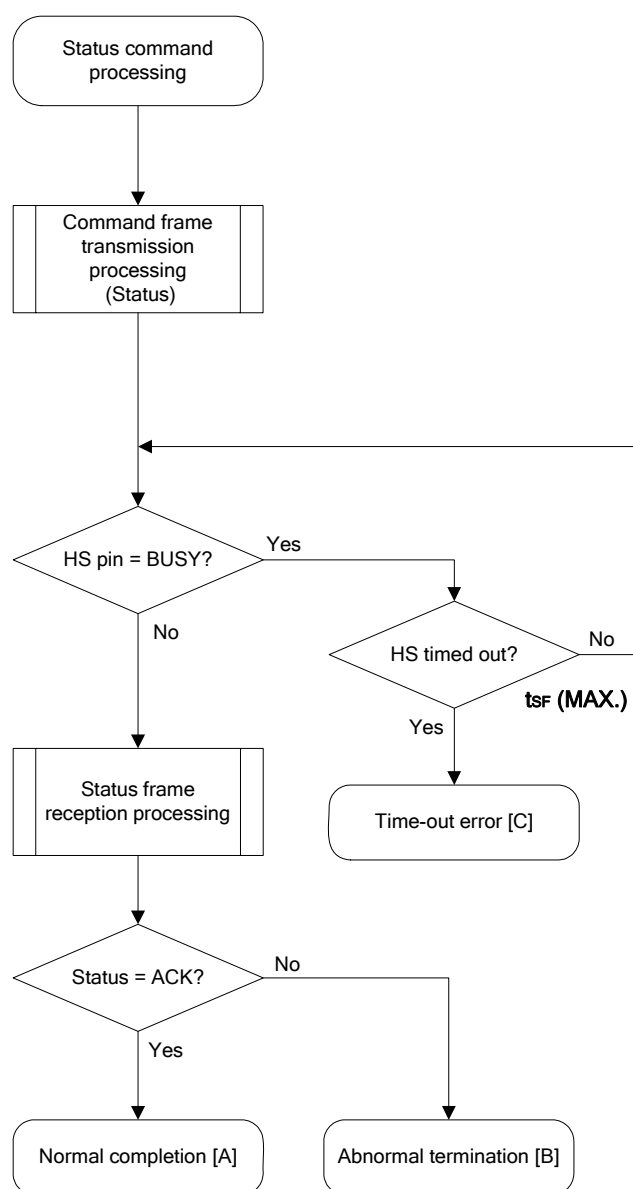 Status command
processing
Command frame
transmission
processing
(Status)
HS pin = BUSY?
Yes
No
HS timed out?
No
tSF (MAX.)
Yes
Status frame
reception processing
Time-out error [C]
Status = ACK?
No
Yes
Normal completion [A]
Abnormal termination [B]